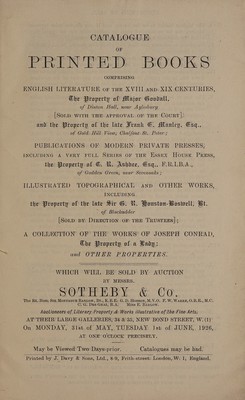 CATALOGUE
OF
PRINTED BOOKS
COMPRISING
ENGLISH LITERATURE OF THE XVIII AND XIX CENTURIES,
The Property of Major Goodall,
of Dinton Hall, near Aylesbury
[SOLD WITH THE APPROVAL OF THE COURT];
and the Property of the late Frank E. Manley, Esq.,
of Gold Hill View, Chalfont St. Peter;
PUBLICATIONS OF MODERN PRIVATE PRESSES,
INCLUDING A VERY FULL SERIES OF THE ESSEX HOUSE PRESS,
the Property of C. R. Ashbee, Esq., F.R.I.B.A.,
of Godden Green, near Sevenoaks;
ILLUSTRATED TOPOGRAPHICAL AND OTHER WORKS,
INCLUDING
the Property of the late Sir G. R. Houston-Boswall, Bt.
of Blackadder
[SOLD BY DIRECTION OF THE TRUSTEES];
A COLLECTION OF THE WORKS OF JOSEPH CONRAD,
The Property of a Lady;
AND OTHER PROPERTIES.
WHICH WILL BE SOLD BY AUCTION
BY MESSRS.
SOTHEBY & Co.
Auctioneers of Literary Property & Works illustrative of the Fine Arts,
AT THEIR LARGE GALLERIES, 34 & 35, NEW BOND STREET, W.(1)
ON MONDAY, 31st OF MAY, TUESDAY 1st OF JUNE, 1926,
AT ONE O'CLOCK PRECISELY.
May be Viewed Two Days prior. Catalogues may be had.
Printed by J. Davy & Sons, Ltd., 8-9, Frith-street, London, W. 1, England.